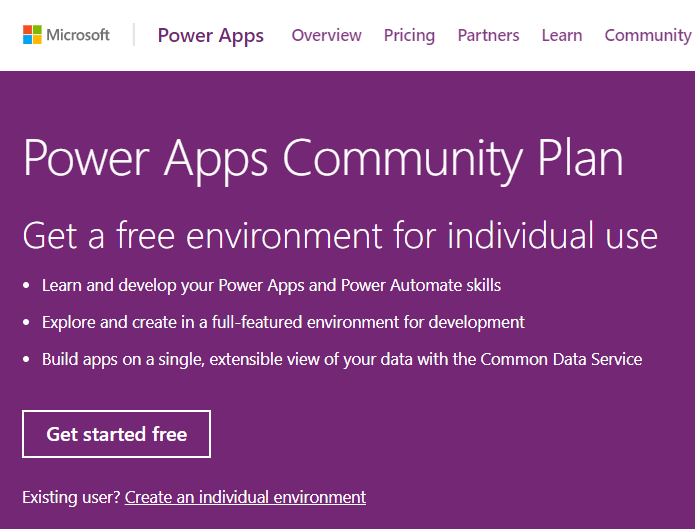 Microsoft Power Apps Overview Pricing Partners Learn Community
Power Apps Community Plan
Get a free environment for individual use
• Learn and develop your Power Apps and Power Automate skills
• Explore and create in a full-featured environment for development
• Build apps on a single, extensible view of your data with the Common Data Service
Get started free
Existing user? Create an individual environment